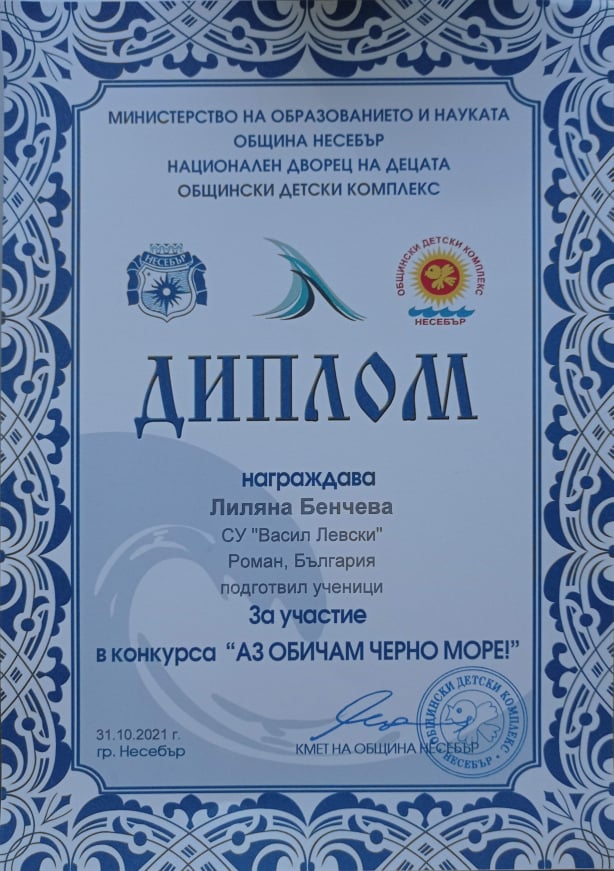 МИНИСТЕРСТВО НА ОБРАЗОВАНИЕТО И НАУКАТА
ОБЩИНА НЕСЕБЪР
НАЦИОНАЛЕН ДВОРЕЦ НА ДЕЦАТА
ОБЩИНСКИ ДЕТСКИ КОМПЛЕКС
НЕСЕБЪР
ОБЩИНСКИ ДЕТСКИ КОМПЛЕКС
НЕСЕБЪР
ДИПЛОМ
награждава
Лиляна Бенчева
СУ "Васил Левски"
Роман, България
подготвил ученици
За участие
в конкурса “АЗ ОБИЧАМ ЧЕРНО МОРЕ!”
31.10.2021 г.
гр. Несебър
КМЕТ НА ОБЩИНА НЕСЕБЪР
ОБЩИНСКИ ДЕТСКИ КОМПЛЕКС
• НЕСЕБЪР •